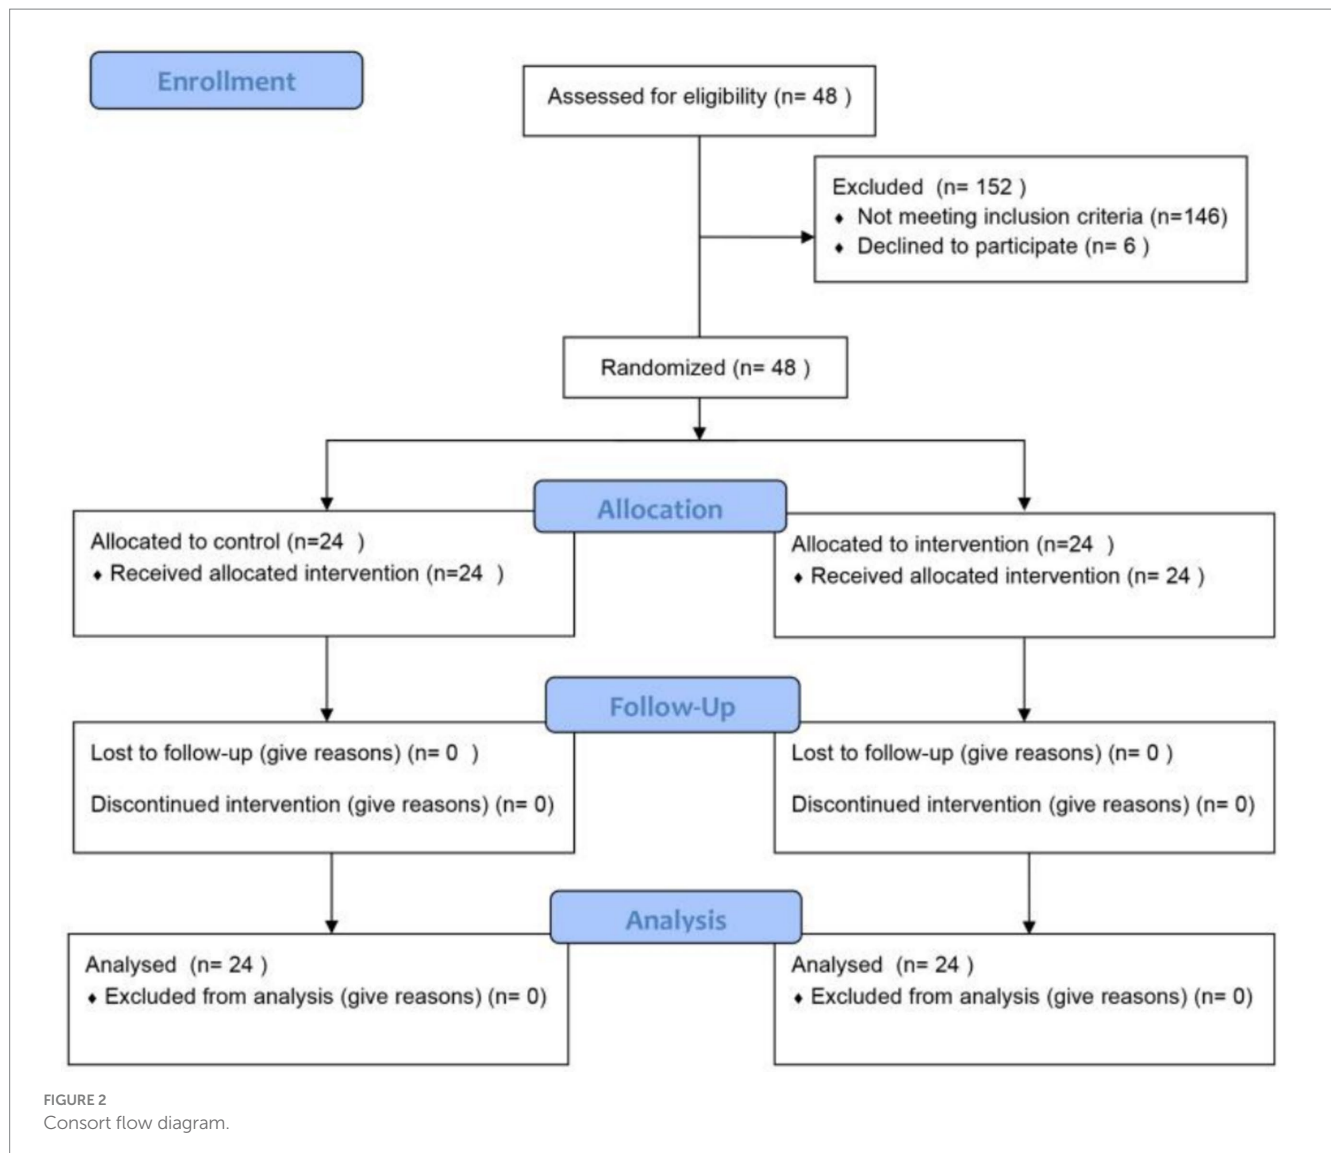 Enrollment
Assessed for eligibility (n= 48 )
Excluded  (n= 152 )
♦ Not meeting inclusion criteria (n=146)
♦ Declined to participate (n= 6 )
Randomized (n= 48 )
Allocation
Allocated to control (n=24  )
♦ Received allocated intervention (n=24  )
Allocated to intervention (n=24  )
♦ Received allocated intervention (n= 24 )
Follow-Up
Lost to follow-up (give reasons) (n= 0  )
Discontinued intervention (give reasons) (n= 0)
Lost to follow-up (give reasons) (n= 0 )
Discontinued intervention (give reasons) (n= 0)
Analysis
Analysed  (n= 24 )
♦ Excluded from analysis (give reasons) (n= 0)
Analysed  (n= 24 )
♦ Excluded from analysis (give reasons) (n= 0)
FIGURE 2
Consort flow diagram.